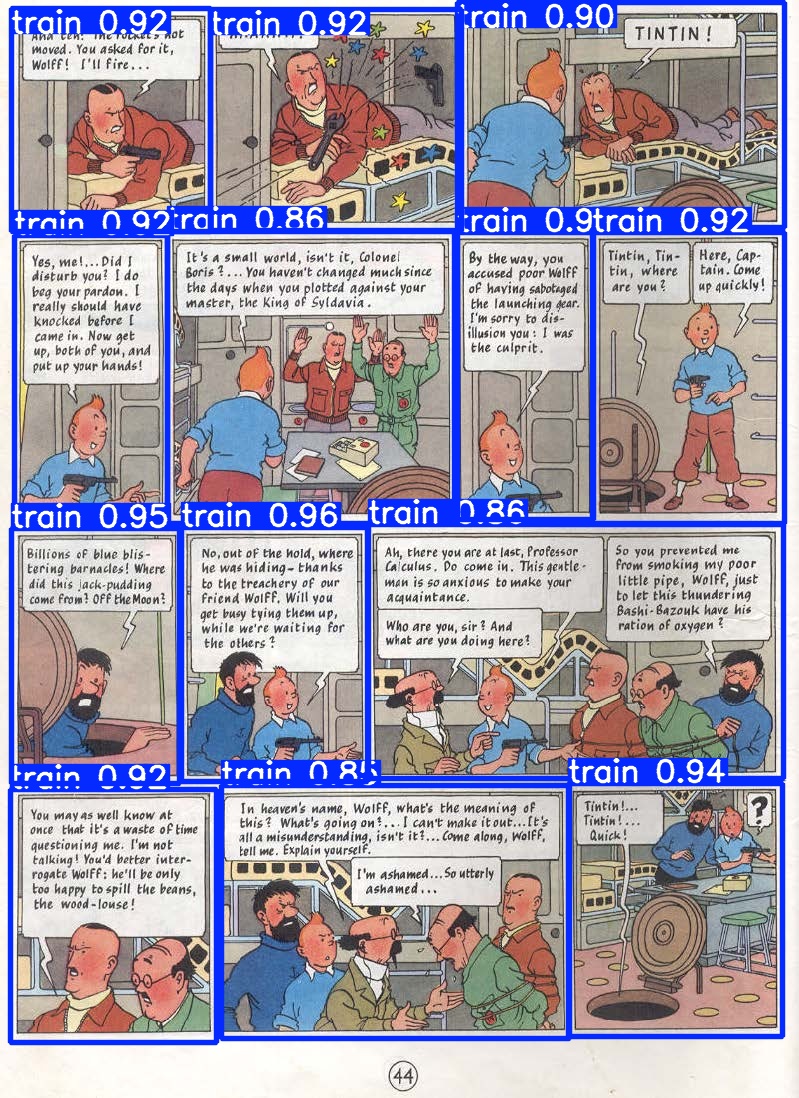 train 0.92
And ten! The rocket's not
moved. You asked for it,
Wolff! I'll fire...
train 0.92
train 0.90
TINTIN!
train 0.92
Yes, me!...Did I
disturb you? I do
beg your pardon. I
really should have
knocked before I
came in. Now get
up, both of you, and
put up your hands!
train 0.86
It's a small world, isn't it, Colonel
Boris?...You haven't changed much since
the days when you plotted against your
master, the King of Syldavia.
train 0.9
By the way, you
accused poor Wolff
of having sabotaged
the launching gear.
I'm sorry to dis-
illusion you: I was
the culprit.
train 0.92
Tintin, Tin-
tin, where
are you?
Here, Cap-
tain. Come
up quickly!
train 0.95
Billions of blue blis-
tering barnacles! Where
did this jack-pudding
come from? Off the Moon?
train 0.96
No, out of the hold, where
he was hiding - thanks
to the treachery of our
friend Wolff. Will you
get busy tying them up,
while we're waiting for
the others?
train 0.86
Ah, there you are at last, Professor
Calculus. Do come in. This gentle-
man is so anxious to make your
acquaintance.
Who are you, sir? And
what are you doing here?
So you prevented me
from smoking my poor
little pipe, Wolff, just
to let this thundering
Bashi-Bazouk have his
ration of oxygen?
train 0.92
You may as well know at
once that it's a waste of time
questioning me. I'm not
talking! You'd better inter-
rogate Wolff: he'll be only
too happy to spill the beans,
the wood-louse!
train 0.85
In heaven's name, Wolff, what's the meaning of
this? What's going on?... I can't make it out...It's
all a misunderstanding, isn't it?...Come along, Wolff,
tell me. Explain yourself.
I'm ashamed...So utterly
ashamed...
train 0.94
Tintin!...
Tintin!...
Quick!
?
44